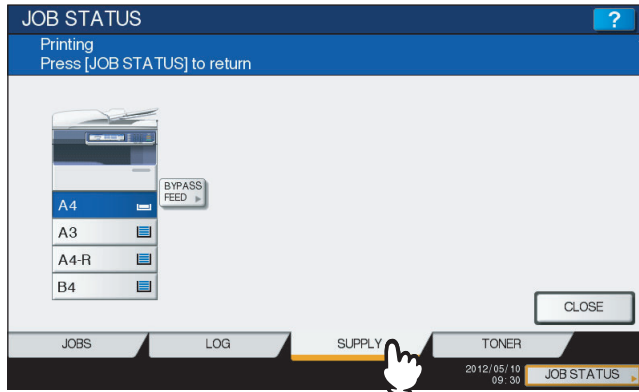 JOB STATUS
?
Printing
Press [JOB STATUS] to return
BYPASS
FEED
A4
A3
A4-R
B4
CLOSE
JOBS
LOG
SUPPLY
TONER
2012/05/10
09:30
JOB STATUS